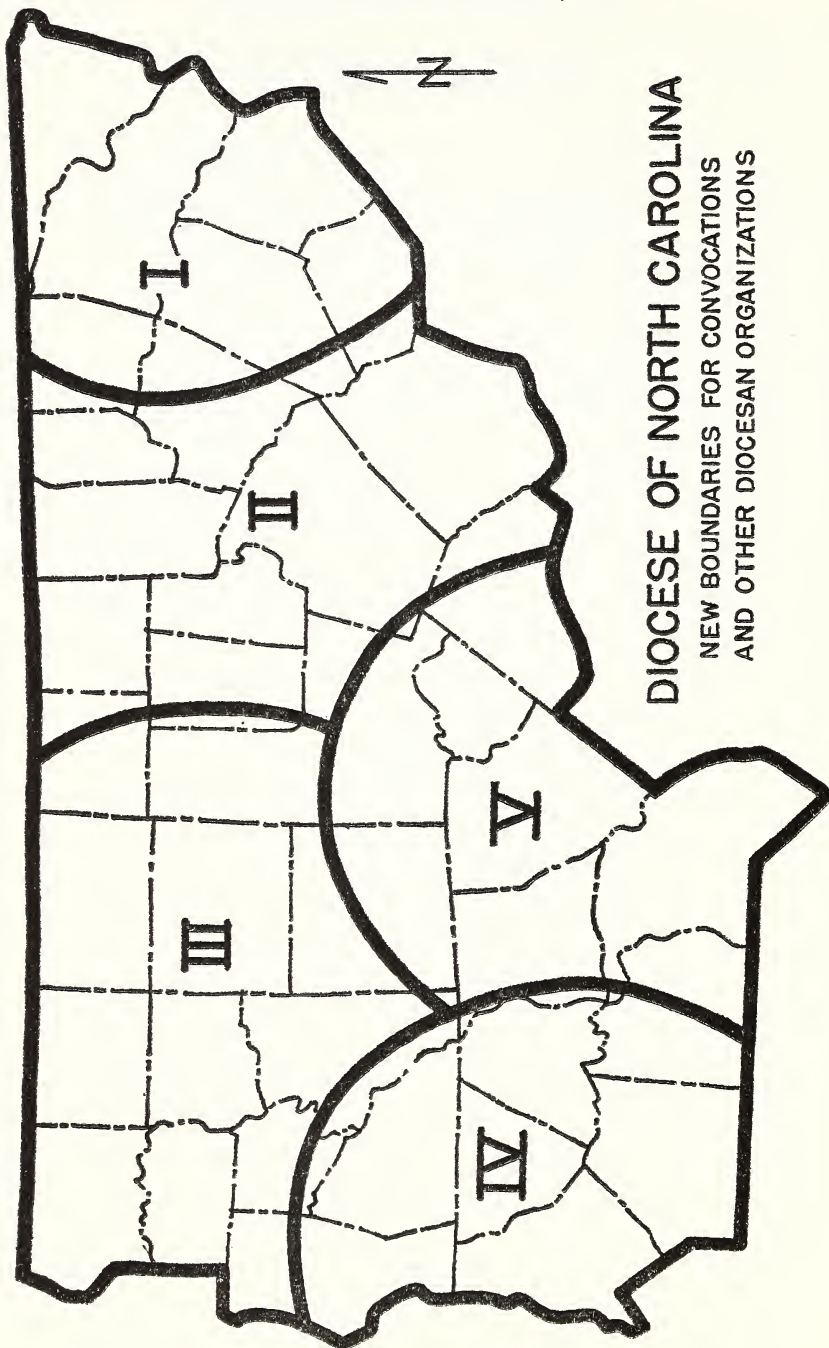 DIOCESE OF NORTH CAROLINA
NEW BOUNDARIES FOR CONVOCATIONS
AND OTHER DIOCESAN ORGANIZATIONS
N
I
II
III
IV
V